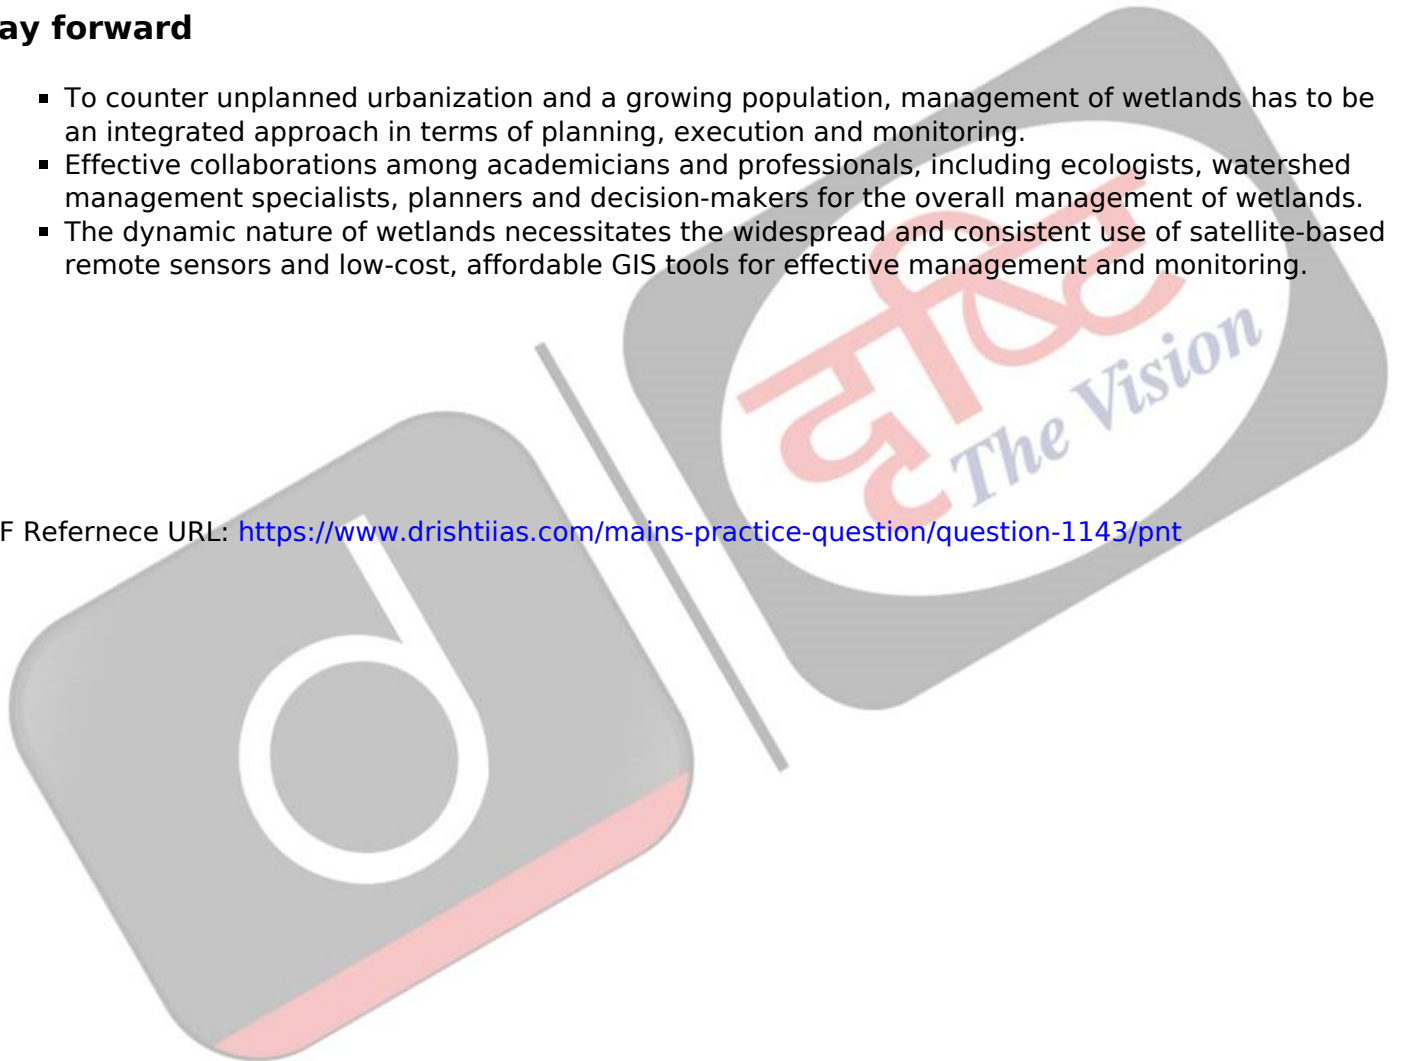 ay forward
▪ To counter unplanned urbanization and a growing population, management of wetlands has to be
an integrated approach in terms of planning, execution and monitoring.
▪ Effective collaborations among academicians and professionals, including ecologists, watershed
management specialists, planners and decision-makers for the overall management of wetlands.
▪ The dynamic nature of wetlands necessitates the widespread and consistent use of satellite-based
remote sensors and low-cost, affordable GIS tools for effective management and monitoring.
दृष्टि
The Vision
F Refernece URL: https://www.drishtiias.com/mains-practice-question/question-1143/pnt
d